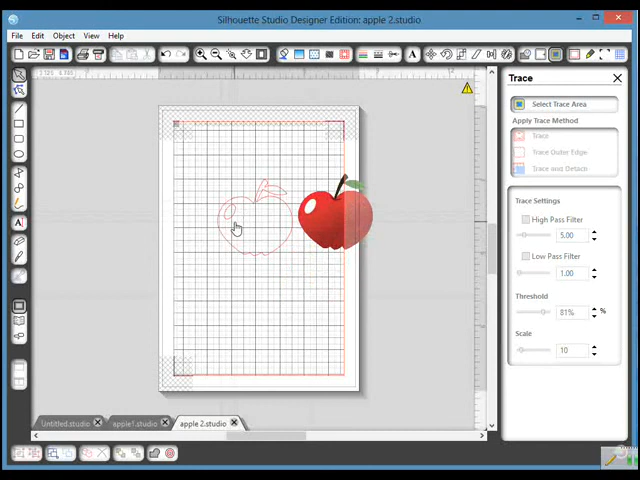 Silhouette Studio Designer Edition: apple 2.studio
File Edit Object View Help
Trace
Select Trace Area
Apply Trace Method
Trace
Trace Outer Edge
Trace and Detach
Trace Settings
High Pass Filter
5.00
Low Pass Filter
1.00
Threshold
81% %
Scale
10
Untitled.studio apple1.studio apple 2.studio